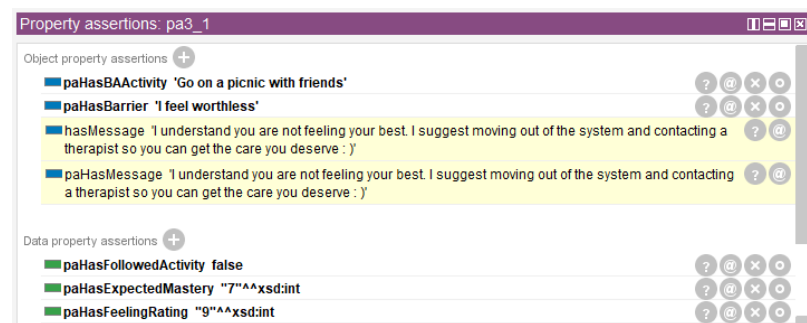 Property assertions: pa3_1
Object property assertions
paHasBAActivity 'Go on a picnic with friends'
paHasBarrier 'I feel worthless'
hasMessage 'I understand you are not feeling your best. I suggest moving out of the system and contacting a
therapist so you can get the care you deserve : )'
paHasMessage 'I understand you are not feeling your best. I suggest moving out of the system and contacting
a therapist so you can get the care you deserve : )'
Data property assertions
paHasFollowedActivity false
paHasExpectedMastery "7"^^xsd:int
paHasFeelingRating "9"^^xsd:int